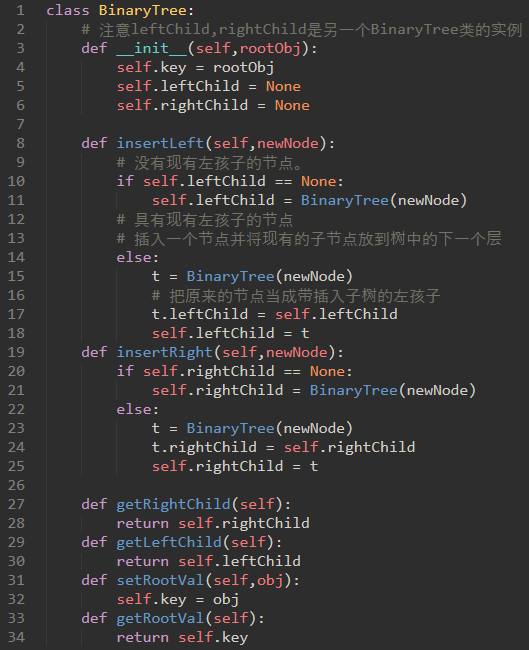 1 class BinaryTree:
2     # 注意leftChild,rightChild是另一个BinaryTree类的实例
3     def __init__(self,rootObj):
4         self.key = rootObj
5         self.leftChild = None
6         self.rightChild = None
7
8     def insertLeft(self,newNode):
9         # 没有现有左孩子的节点。
10         if self.leftChild == None:
11             self.leftChild = BinaryTree(newNode)
12         # 具有现有左孩子的节点
13         # 插入一个节点并将现有的子节点放到树中的下一个层
14         else:
15             t = BinaryTree(newNode)
16             # 把原来的节点当成带插入子树的左孩子
17             t.leftChild = self.leftChild
18             self.leftChild = t
19     def insertRight(self,newNode):
20         if self.rightChild == None:
21             self.rightChild = BinaryTree(newNode)
22         else:
23             t = BinaryTree(newNode)
24             t.rightChild = self.rightChild
25             self.rightChild = t
26
27     def getRightChild(self):
28         return self.rightChild
29     def getLeftChild(self):
30         return self.leftChild
31     def setRootVal(self,obj):
32         self.key = obj
33     def getRootVal(self):
34         return self.key